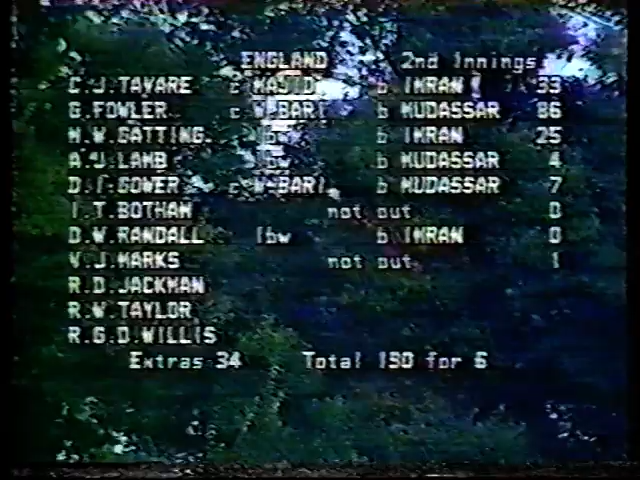 ENGLAND 2nd Innings
C.J.TAVARE c MAJID b IMRAN 33
G.FOWLER c W.BARI b MUDASSAR 86
M.W.GATTING lbw b IMRAN 25
A.J.LAMB lbw b MUDASSAR 4
D.I.GOWER c W.BARI b MUDASSAR 7
I.T.BOTHAM not out 0
D.W.RANDALL lbw b IMRAN 0
V.J.MARKS not out 1
R.D.JACKMAN
R.W.TAYLOR
R.G.D.WILLIS
Extras 34 Total 190 for 6